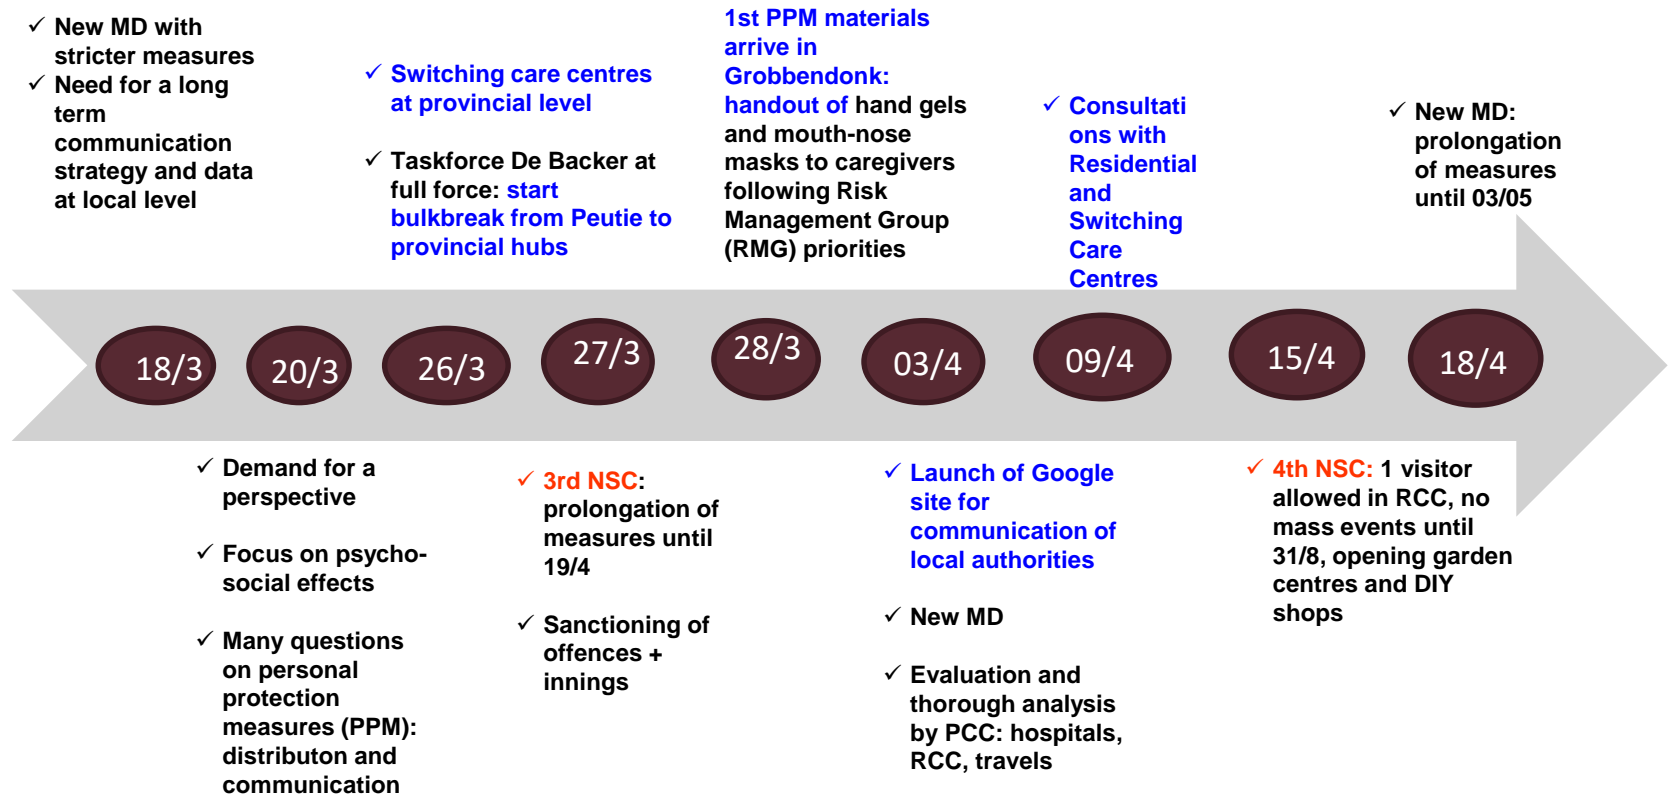 ✓ New MD with
stricter measures
✓ Need for a long
term
communication
strategy and data
at local level
✓ Switching care centres
at provincial level
✓ Taskforce De Backer at
full force: start
bulkbreak from Peutie to
provincial hubs
1st PPM materials
arrive in
Grobbendonk:
handout of hand gels
and mouth-nose
masks to caregivers
following Risk
Management Group
(RMG) priorities
✓ Consultati
ons with
Residential
and
Switching
Care
Centres
✓ New MD:
prolongation
of measures
until 03/05
18/3
20/3
26/3
27/3
28/3
03/4
09/4
15/4
18/4
✓ Demand for a
perspective
✓ Focus on psycho-
social effects
✓ Many questions
on personal
protection
measures (PPM):
distributon and
communication
✓ 3rd NSC:
prolongation of
measures until
19/4
✓ Sanctioning of
offences +
innings
✓ Launch of Google
site for
communication of
local authorities
✓ New MD
✓ Evaluation and
thorough analysis
by PCC: hospitals,
RCC, travels
✓ 4th NSC: 1 visitor
allowed in RCC, no
mass events until
31/8, opening garden
centres and DIY
shops